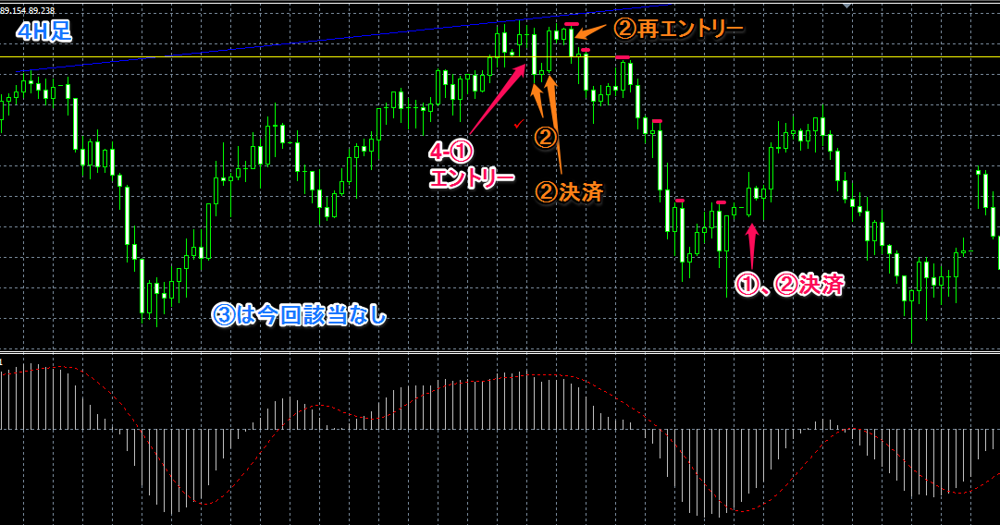 89.154 89.238
4H足
②再エントリー
4-①
エントリー
②
②決済
①、②決済
③は今回該当なし
1